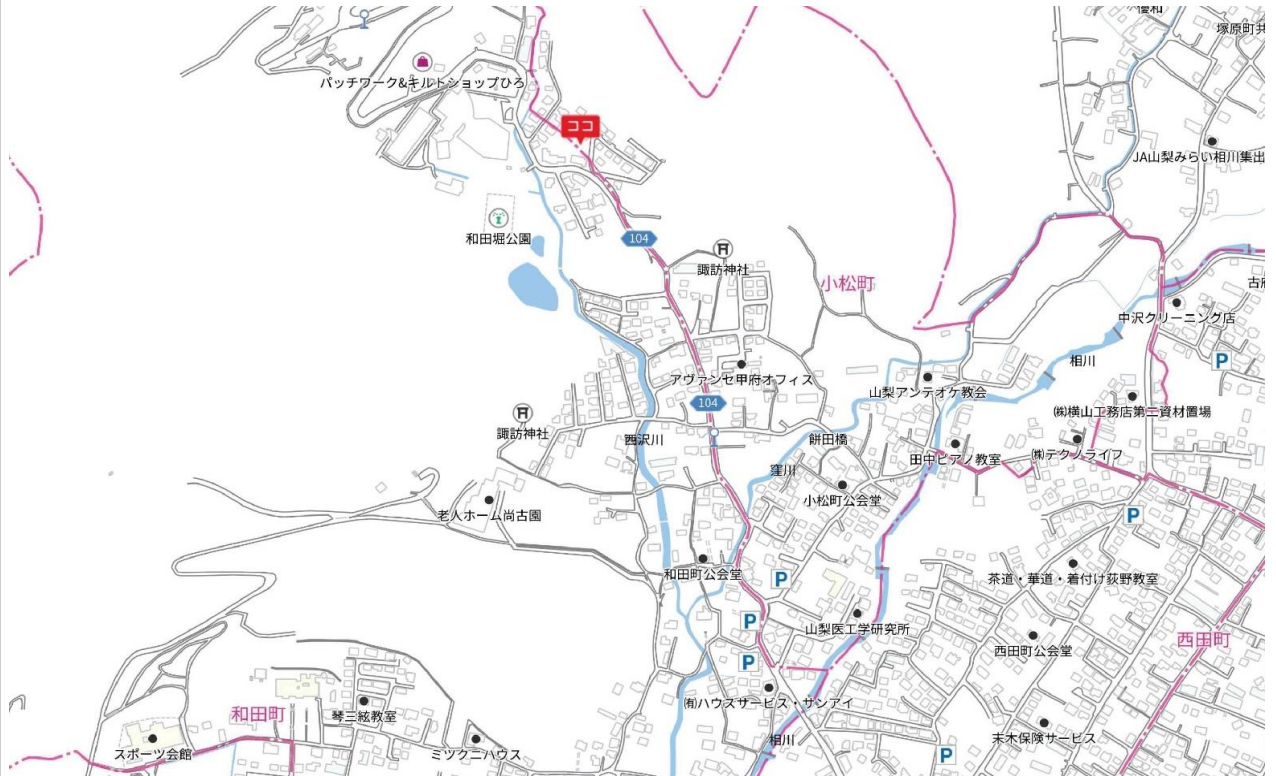 優和
塚原町共
パッチワーク&キルトショップひろ
ココ
JA山梨みらい相川集出
和田堀公園
104
諏訪神社
小松町
古府
中沢クリーニング店
P
相川
アヴァンセ甲府オフィス
山梨アンテオケ教会
104
㈱横山工務店第二資材置場
諏訪神社
西沢川
餅田橋
田中ピアノ教室
㈱テクノライフ
窪川
小松町公会堂
老人ホーム尚古園
P
和田町公会堂
P
茶道・華道・着付け荻野教室
P
山梨医工学研究所
西田町公会堂
西田町
P
㈲ハウスサービス・サンアイ
和田町
琴三絃教室
スポーツ会館
ミツクニハウス
相川
末木保険サービス
P